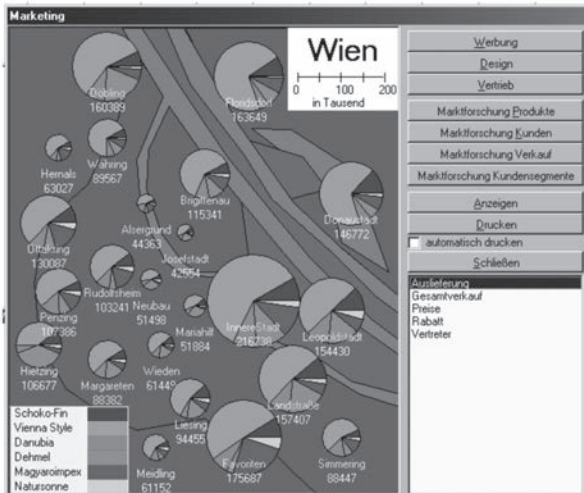 Marketing
Wien
0 100 200
in Tausend
Döbling
160389
Floridsdorf
163649
Hernals
63027
Währing
89567
Brigittenau
115341
Donaustadt
146772
Alsergrund
44363
Josefstadt
42554
Ottakring
130087
Rudolfsheim
103241
Neubau
51498
Penzing
107386
Mariahilf
51884
InnereStadt
216738
Leopoldstadt
154430
Hietzing
106677
Margareten
88382
Wieden
61449
Landstraße
157407
Liesing
94455
Meidling
61152
Favoriten
175687
Simmering
88447
Schoko-Fin
Vienna Style
Danubia
Dehmel
Magyaroimpex
Natursonne
Werbung
Design
Vertrieb
Marktforschung Produkte
Marktforschung Kunden
Marktforschung Verkauf
Marktforschung Kundensegmente
Anzeigen
Drucken
automatisch drucken
Schließen
Auslieferung
Gesamtverkauf
Preise
Rabatt
Vertreter